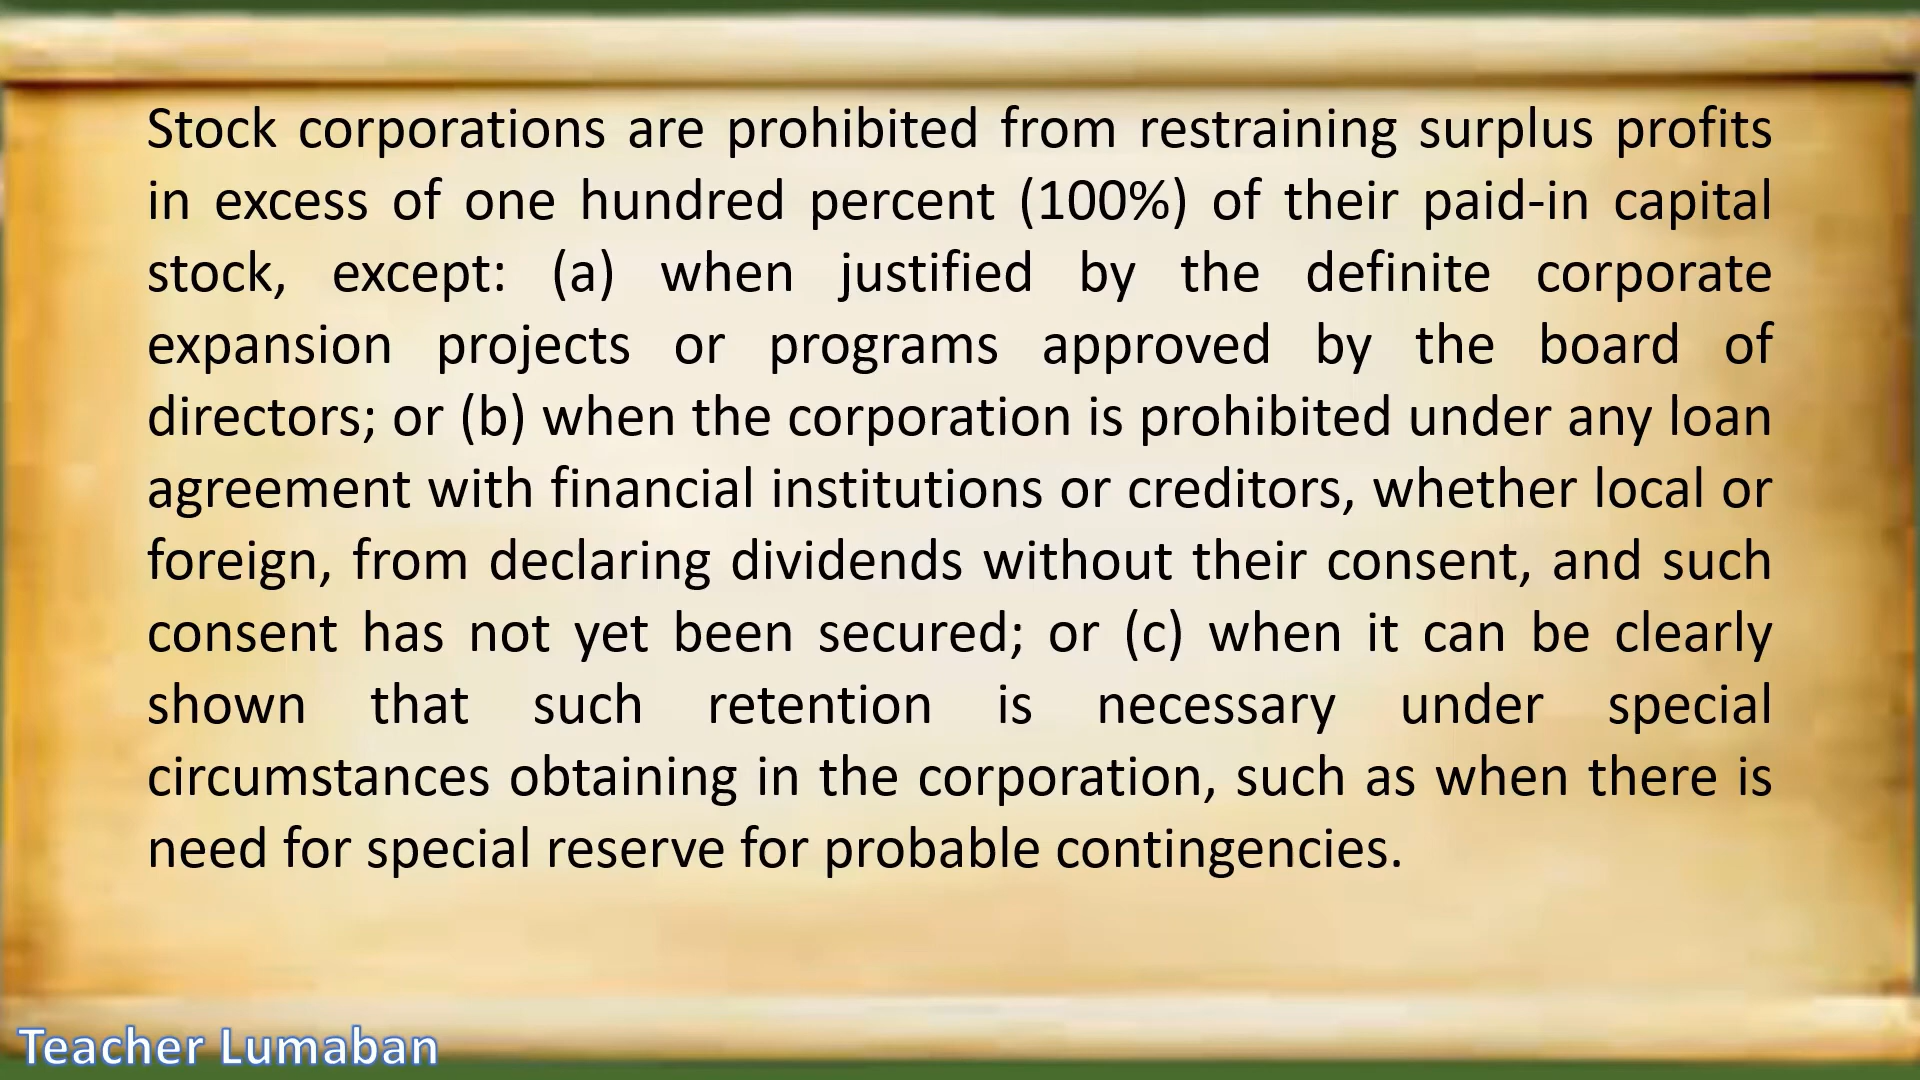 Stock corporations are prohibited from restraining surplus profits
in excess of one hundred percent (100%) of their paid-in capital
stock, except: (a) when justified by the definite corporate
expansion projects or programs approved by the board of
directors; or (b) when the corporation is prohibited under any loan
agreement with financial institutions or creditors, whether local or
foreign, from declaring dividends without their consent, and such
consent has not yet been secured; or (c) when it can be clearly
shown that such retention is necessary under special
circumstances obtaining in the corporation, such as when there is
need for special reserve for probable contingencies.
Teacher Lumaban